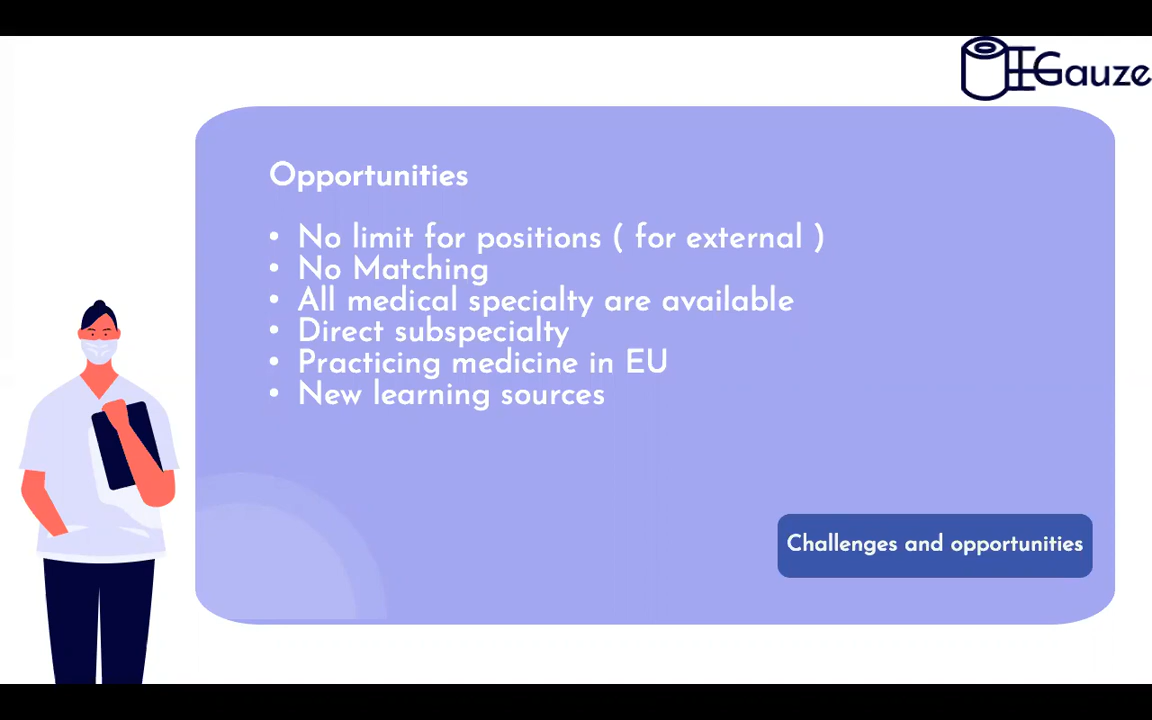 Gauze
Opportunities
• No limit for positions ( for external )
• No Matching
• All medical specialty are available
• Direct subspecialty
• Practicing medicine in EU
• New learning sources
Challenges and opportunities